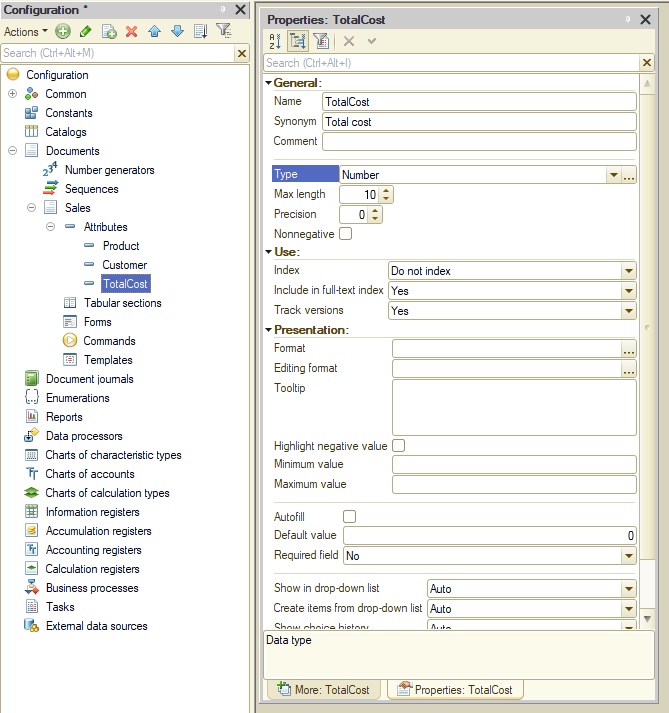 Configuration *
Actions
Search (Ctrl+Alt+M)
Configuration
Common
Constants
Catalogs
Documents
Number generators
Sequences
Sales
Attributes
Product
Customer
TotalCost
Tabular sections
Forms
Commands
Templates
Document journals
Enumerations
Reports
Data processors
Charts of characteristic types
Charts of accounts
Charts of calculation types
Information registers
Accumulation registers
Accounting registers
Calculation registers
Business processes
Tasks
External data sources
Properties: TotalCost
Search (Ctrl+Alt+I)
General:
Name TotalCost
Synonym Total cost
Comment
Type Number
Max length 10
Precision 0
Nonnegative
Use:
Index Do not index
Include in full-text index Yes
Track versions Yes
Presentation:
Format
Editing format
Tooltip
Highlight negative value
Minimum value
Maximum value
Autofill
Default value 0
Required field No
Show in drop-down list Auto
Create items from drop-down list Auto
Show choice history Auto
Data type
More: TotalCost
Properties: TotalCost